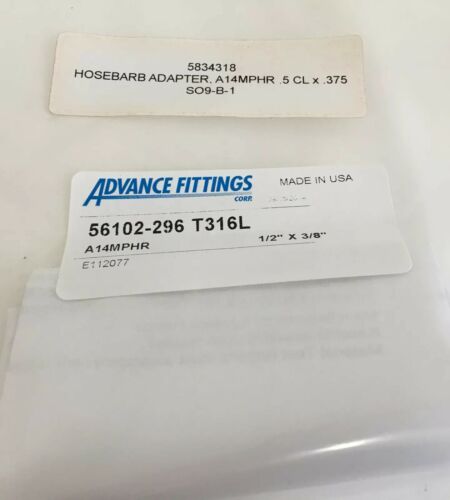 5834318
HOSEBARB ADAPTER, A14MPHR .5 CL x .375
SO9-B-1
ADVANCE FITTINGS
CORP.
MADE IN USA
56102-296 T316L
A14MPHR
1/2" X 3/8"
E112077